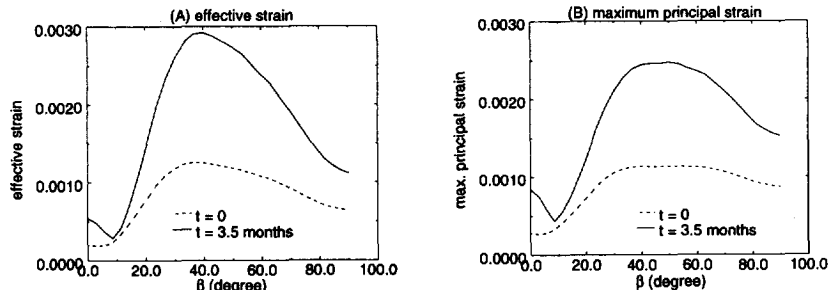 (A) effective strain
0.0030
0.0020
0.0010
0.0000
effective strain
t = 0
t = 3.5 months
0.0 20.0 40.0 60.0 80.0 100.0
β (degree)
(B) maximum principal strain
0.0030
0.0020
0.0010
0.0000
max. principal strain
t = 0
t = 3.5 months
0.0 20.0 40.0 60.0 80.0 100.0
β (degree)